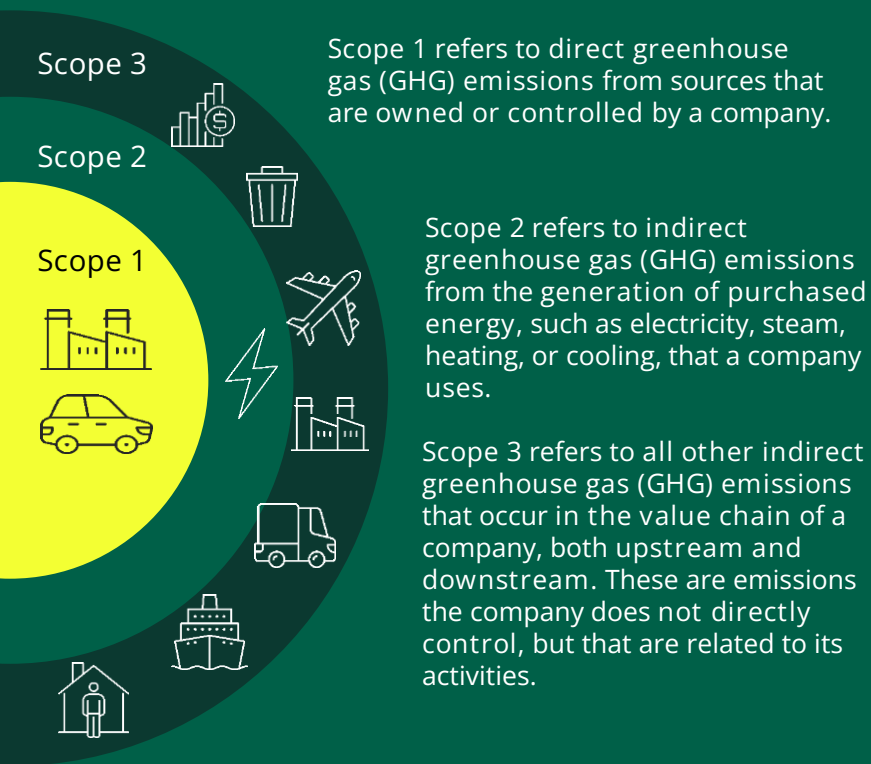 Scope 3
Scope 2
Scope 1
$
Scope 1 refers to direct greenhouse
gas (GHG) emissions from sources that
are owned or controlled by a company.
Scope 2 refers to indirect
greenhouse gas (GHG) emissions
from the generation of purchased
energy, such as electricity, steam,
heating, or cooling, that a company
uses.
Scope 3 refers to all other indirect
greenhouse gas (GHG) emissions
that occur in the value chain of a
company, both upstream and
downstream. These are emissions
the company does not directly
control, but that are related to its
activities.